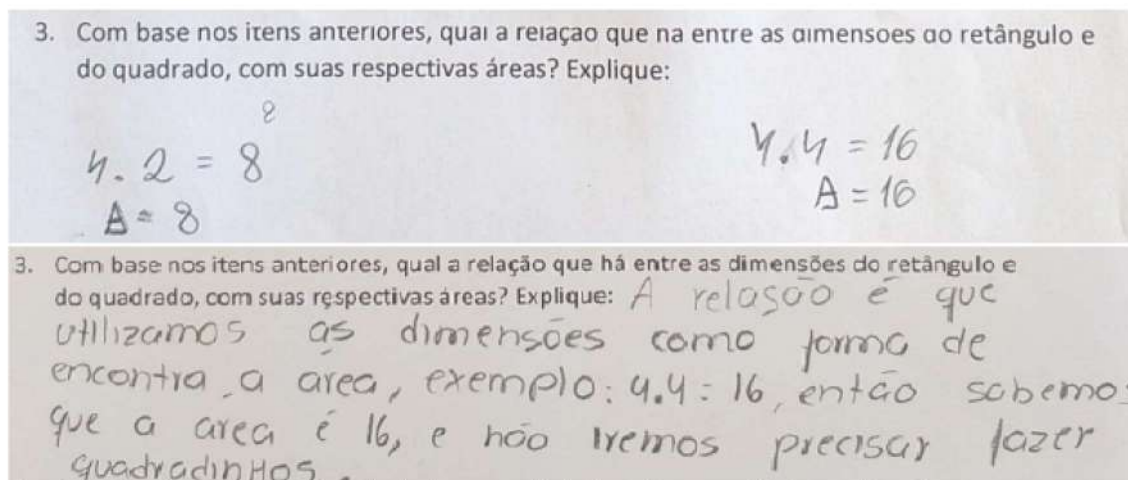 3. Com base nos itens anteriores, qual a relação que há entre as dimensões do retângulo e
do quadrado, com suas respectivas áreas? Explique:
8
4. 2 = 8
A = 8
4.4 = 16
A = 16
3. Com base nos itens anteriores, qual a relação que há entre as dimensões do retângulo e
do quadrado, com suas respectivas áreas? Explique: A relasão é que
utilizamos as dimensões como forma de
encontra a area, exemplo: 4.4 = 16, então sabemos
que a area é 16, e não iremos precisar fazer
quadradinHos.